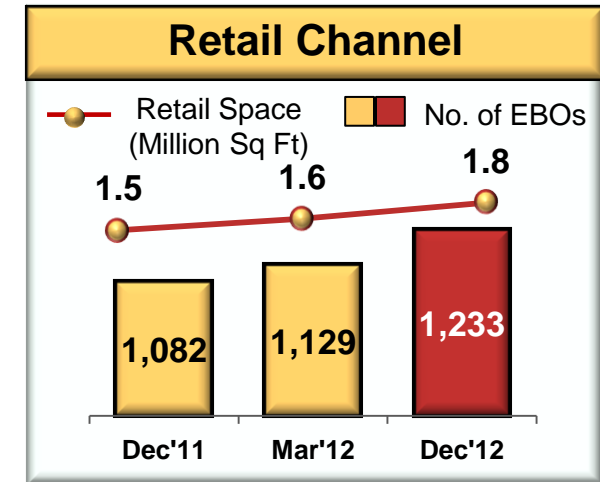 Retail Channel
Retail Space
(Million Sq Ft)
No. of EBOs
1.5
1.6
1.8
1,082
1,129
1,233
Dec'11
Mar'12
Dec'12